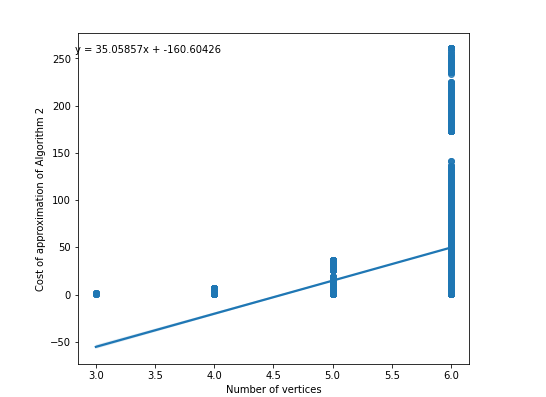 y = 35.05857x + -160.60426
Cost of approximation of Algorithm 2
250
200
150
100
50
0
−50
3.0 3.5 4.0 4.5 5.0 5.5 6.0
Number of vertices